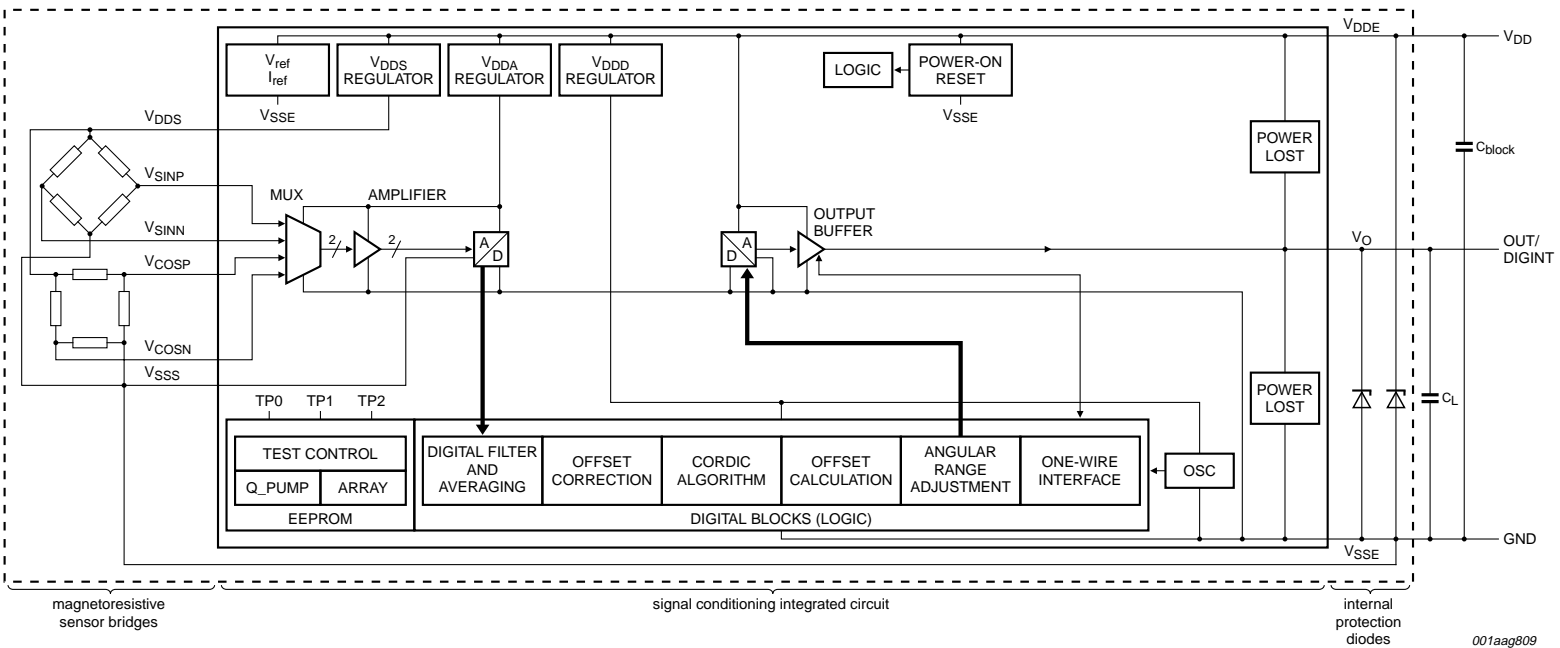 VDDE
VDD
Vref
Iref
VDDS
REGULATOR
VDDA
REGULATOR
VDDD
REGULATOR
LOGIC
POWER-ON
RESET
VSSE
VSSE
VDDS
POWER
LOST
Cblock
VSINP
MUX
AMPLIFIER
OUTPUT
BUFFER
VSINN
2
2
A
D
A
D
VO
OUT/
DIGINT
VCOSP
VCOSN
VSSS
POWER
LOST
CL
TP0
TP1
TP2
TEST CONTROL
Q_PUMP
ARRAY
EEPROM
DIGITAL FILTER
AND
AVERAGING
OFFSET
CORRECTION
CORDIC
ALGORITHM
OFFSET
CALCULATION
ANGULAR
RANGE
ADJUSTMENT
ONE-WIRE
INTERFACE
OSC
DIGITAL BLOCKS (LOGIC)
GND
VSSE
magnetoresistive
sensor bridges
signal conditioning integrated circuit
internal
protection
diodes
001aag809